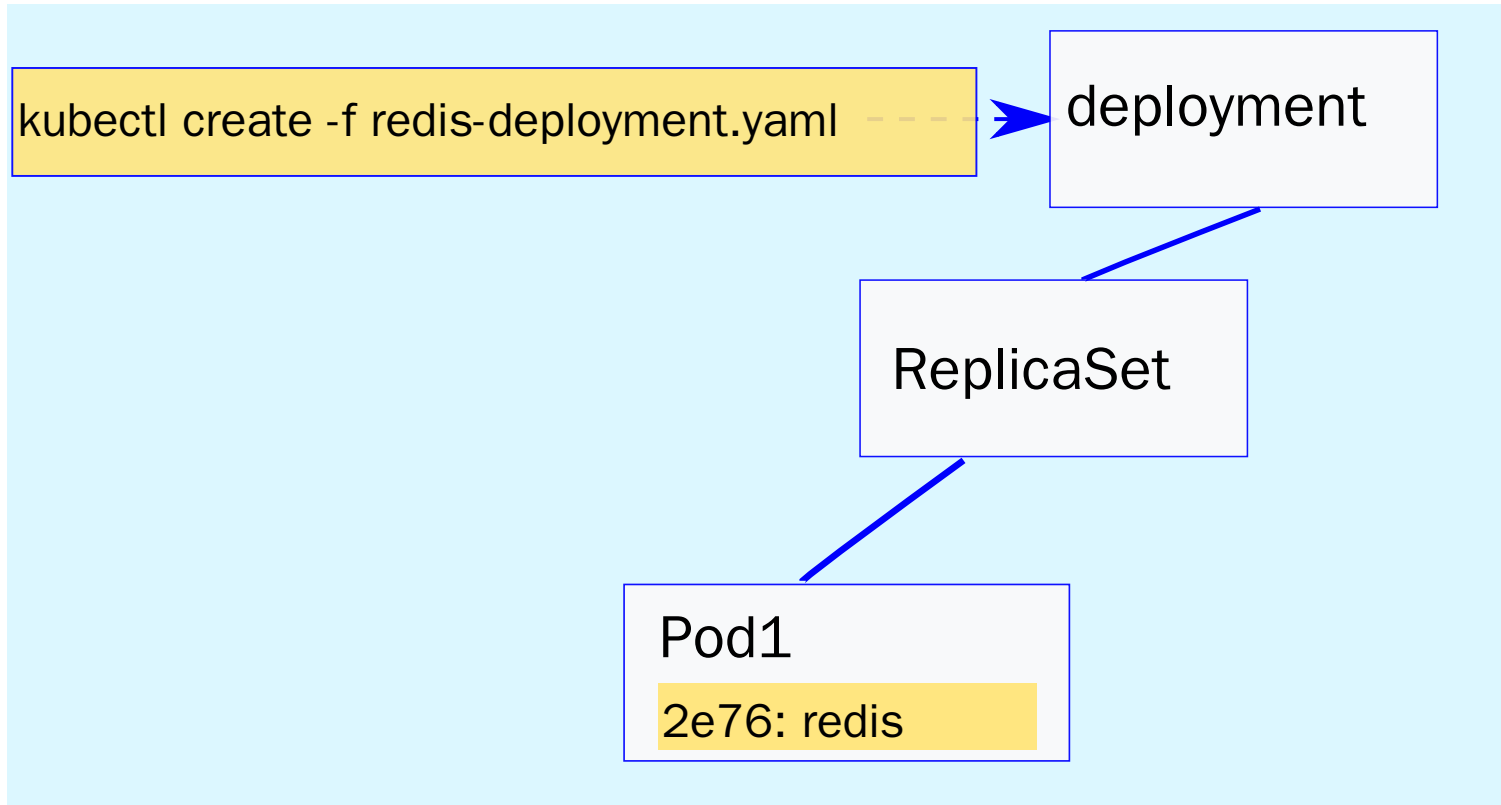 kubectl create -f redis-deployment.yaml
deployment
ReplicaSet
Pod1
2e76: redis